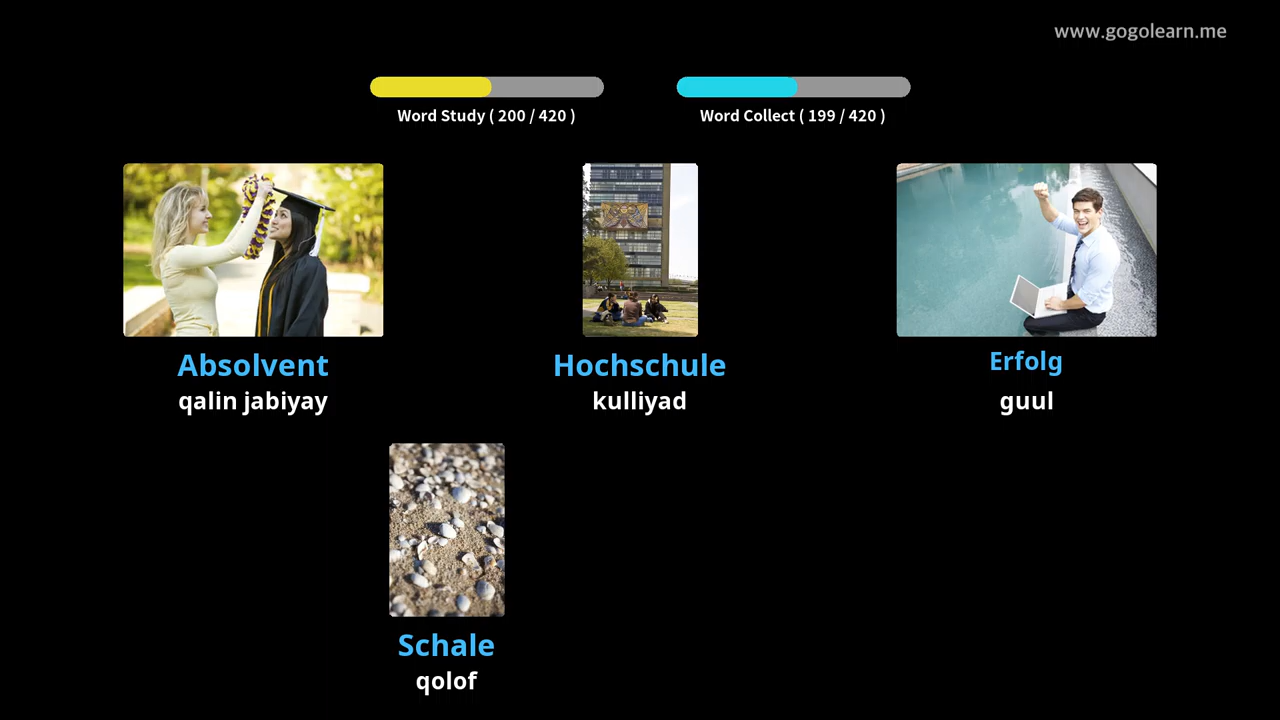 www.gogolearn.me
Word Study ( 200 / 420 )
Word Collect ( 199 / 420 )
Absolvent
qalin jabiyay
Hochschule
kulliyad
Erfolg
guul
Schale
qolof